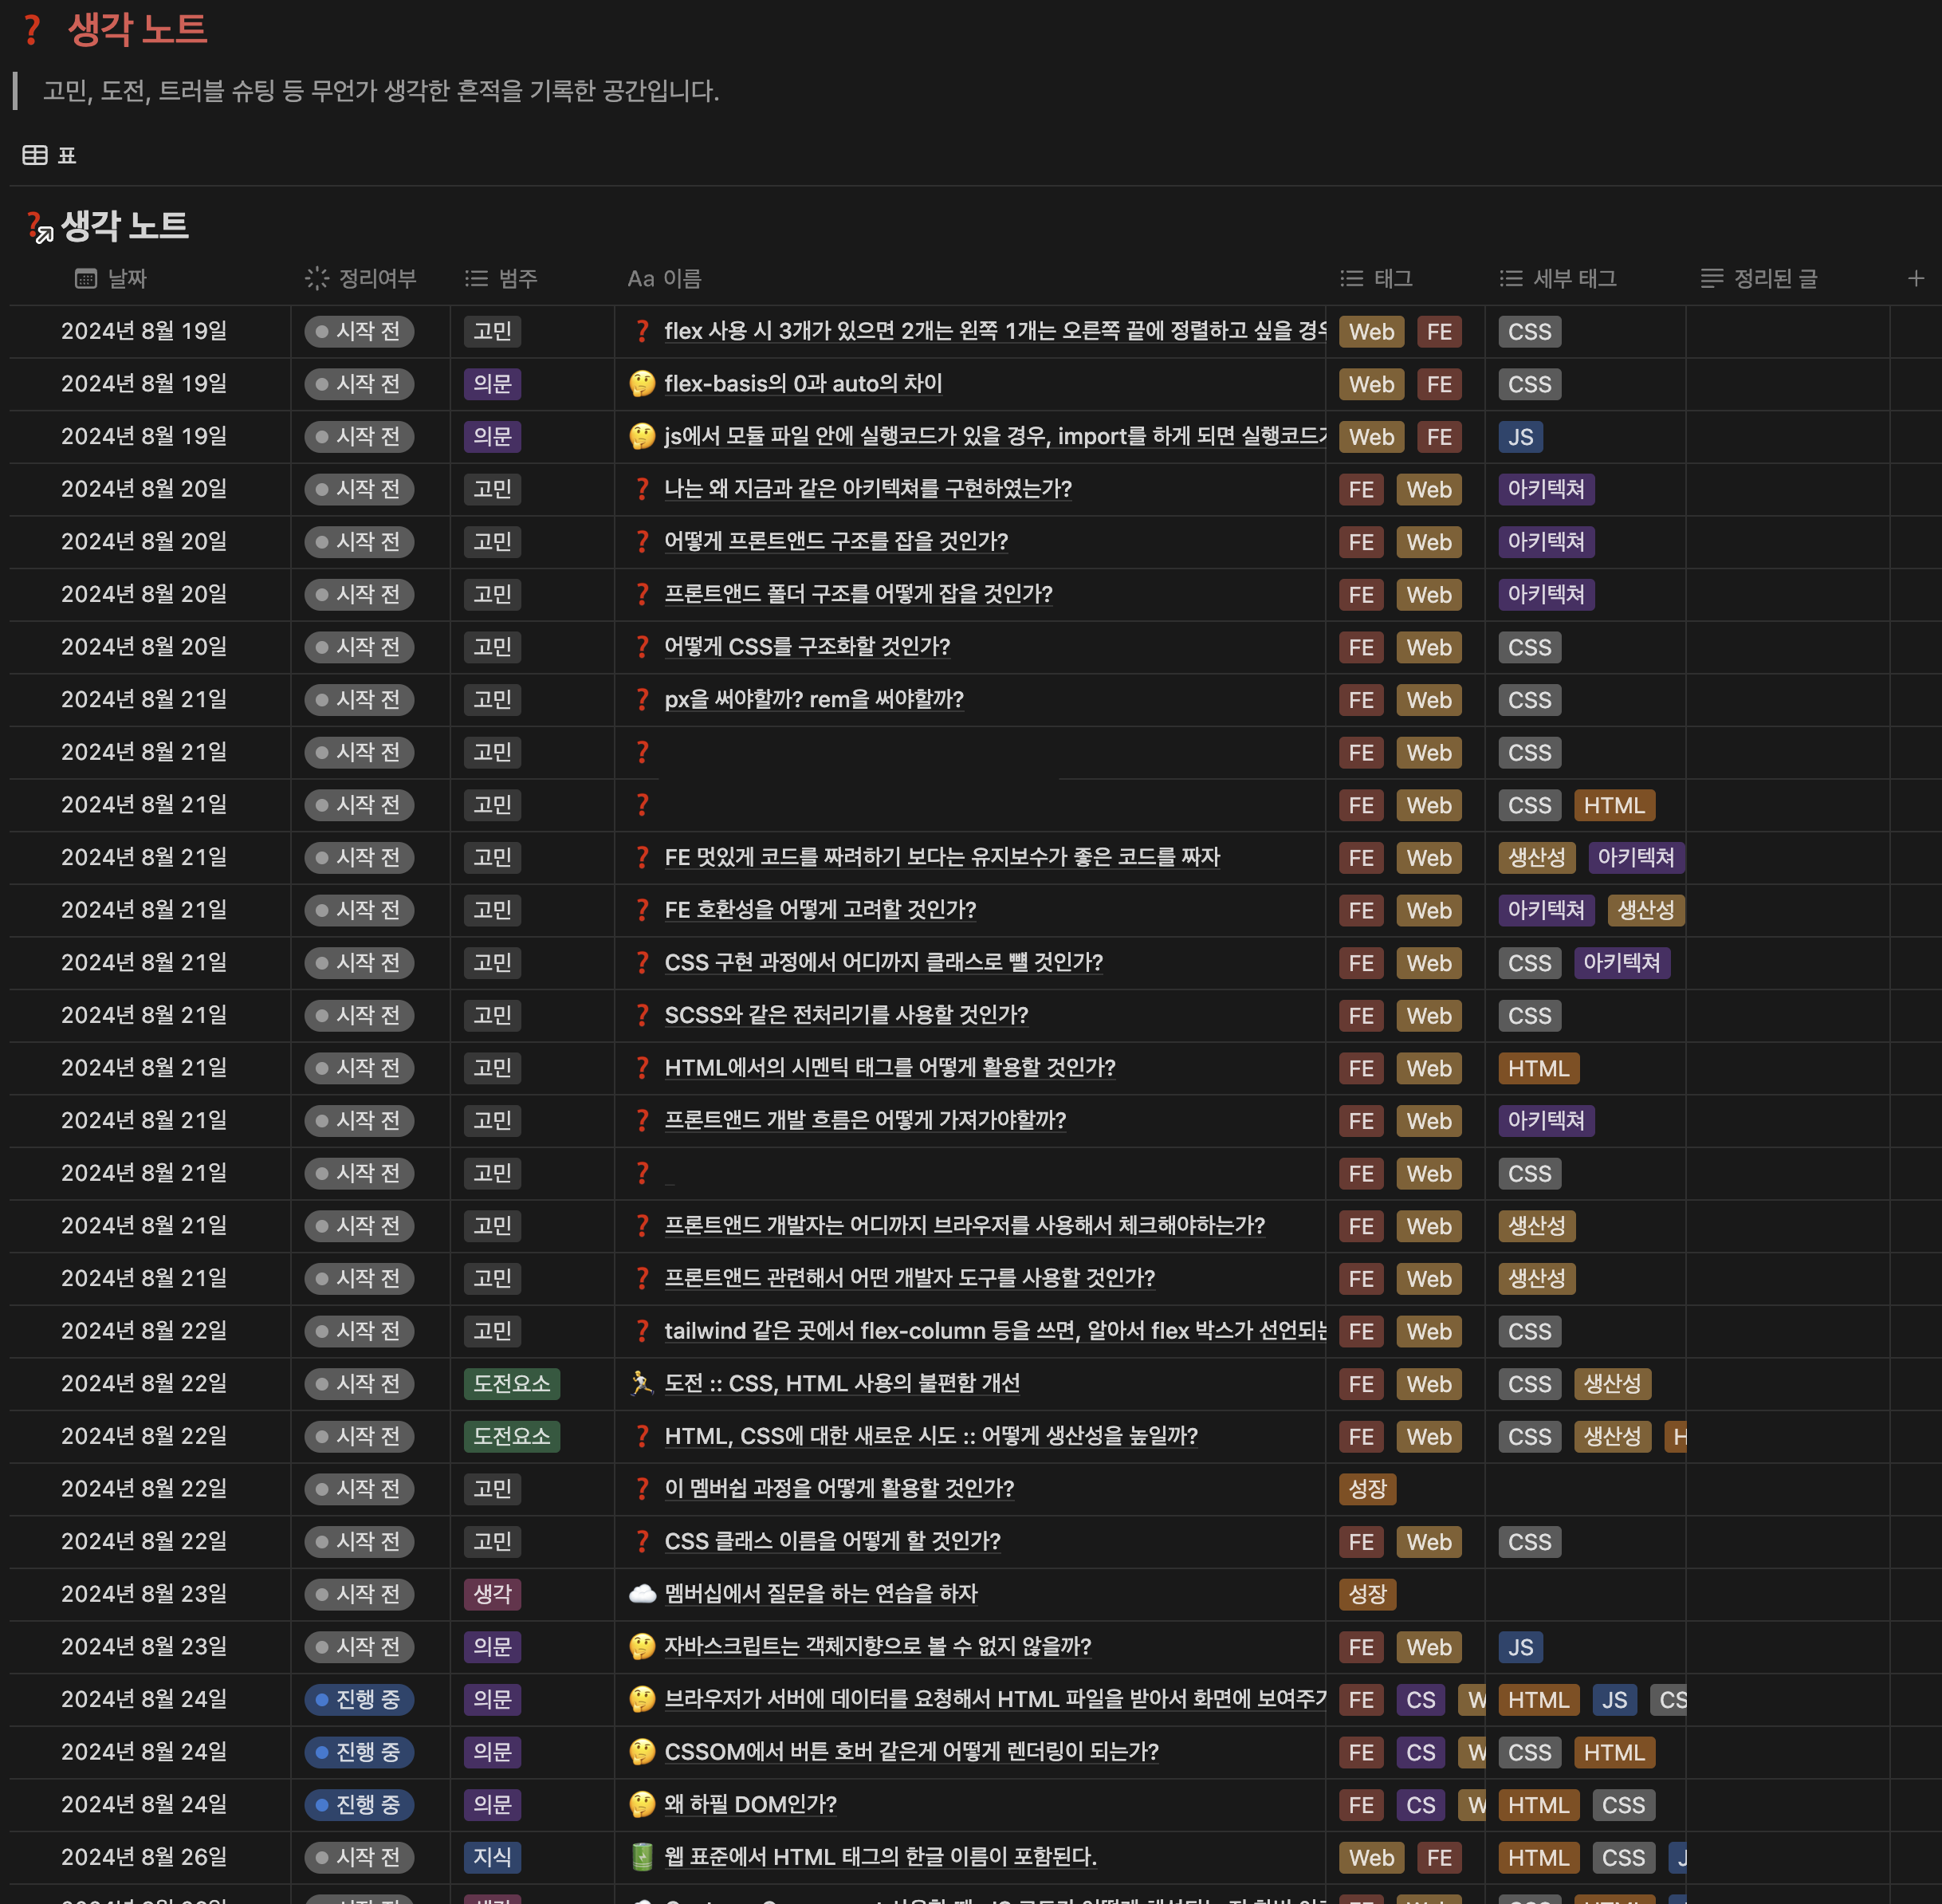 생각 노트
고민, 도전, 트러블 슈팅 등 무언가 생각한 흔적을 기록한 공간입니다.
표
생각 노트
날짜 정리여부 범주 Aa 이름 태그 세부 태그 정리된 글
2024년 8월 19일 시작 전 고민 flex 사용 시 3개가 있으면 2개는 왼쪽 1개는 오른쪽 끝에 정렬하고 싶을 Web FE CSS
2024년 8월 19일 시작 전 의문 flex-basis의 0과 auto의 차이 Web FE CSS
2024년 8월 19일 시작 전 의문 js에서 모듈 파일 안에 실행코드가 있을 경우, import를 하게 되면 Web FE JS
2024년 8월 20일 시작 전 고민 나는 왜 지금과 같은 아키텍쳐를 구현하였는가? FE Web 아키텍쳐
2024년 8월 20일 시작 전 고민 어떻게 프론트앤드 구조를 잡을 것인가? FE Web 아키텍쳐
2024년 8월 20일 시작 전 고민 프론트앤드 폴더 구조를 어떻게 잡을 것인가? FE Web 아키텍쳐
2024년 8월 20일 시작 전 고민 어떻게 CSS를 구조화할 것인가? FE Web CSS
2024년 8월 21일 시작 전 고민 px을 써야할까? rem을 써야할까? FE Web CSS
2024년 8월 21일 시작 전 고민 FE Web CSS
2024년 8월 21일 시작 전 고민 FE Web CSS HTML
2024년 8월 21일 시작 전 고민 FE 멋있게 코드를 짜려하기 보다는 유지보수가 좋은 코드를 짜자 FE Web 생산성 아키텍쳐
2024년 8월 21일 시작 전 고민 FE 호환성을 어떻게 고려할 것인가? FE Web 아키텍쳐 생산성
2024년 8월 21일 시작 전 고민 CSS 구현 과정에서 어디까지 클래스로 뺄 것인가? FE Web CSS 아키텍쳐
2024년 8월 21일 시작 전 고민 SCSS와 같은 전처리기를 사용할 것인가? FE Web CSS
2024년 8월 21일 시작 전 고민 HTML에서의 시멘틱 태그를 어떻게 활용할 것인가? FE Web HTML
2024년 8월 21일 시작 전 고민 프론트앤드 개발 흐름은 어떻게 가져가야할까? FE Web 아키텍쳐
2024년 8월 21일 시작 전 고민 FE Web CSS
2024년 8월 21일 시작 전 고민 프론트앤드 개발자는 어디까지 브라우저를 사용해서 체크해야하는가? FE Web 생산성
2024년 8월 21일 시작 전 고민 프론트앤드 관련해서 어떤 개발자 도구를 사용할 것인가? FE Web 생산성
2024년 8월 22일 시작 전 고민 tailwind 같은 곳에서 flex-column 등을 쓰면, 알아서 flex 박스가 FE Web CSS
2024년 8월 22일 시작 전 도전요소 도전 :: CSS, HTML 사용의 불편함 개선 FE Web CSS 생산성
2024년 8월 22일 시작 전 도전요소 HTML, CSS에 대한 새로운 시도 :: 어떻게 생산성을 높일까? FE Web CSS 생산성
2024년 8월 22일 시작 전 고민 이 멤버쉽 과정을 어떻게 활용할 것인가? 성장
2024년 8월 22일 시작 전 고민 CSS 클래스 이름을 어떻게 할 것인가? FE Web CSS
2024년 8월 23일 시작 전 생각 멤버십에서 질문을 하는 연습을 하자 성장
2024년 8월 23일 시작 전 의문 자바스크립트는 객체지향으로 볼 수 없지 않을까? FE Web JS
2024년 8월 24일 진행 중 의문 브라우저가 서버에 데이터를 요청해서 HTML 파일을 받아서 화면에 FE CS HTML JS
2024년 8월 24일 진행 중 의문 CSSOM에서 버튼 호버 같은게 어떻게 렌더링이 되는가? FE CS CSS HTML
2024년 8월 24일 진행 중 의문 왜 하필 DOM인가? FE CS HTML CSS
2024년 8월 26일 시작 전 지식 웹 표준에서 HTML 태그의 한글 이름이 포함된다. Web FE HTML CSS